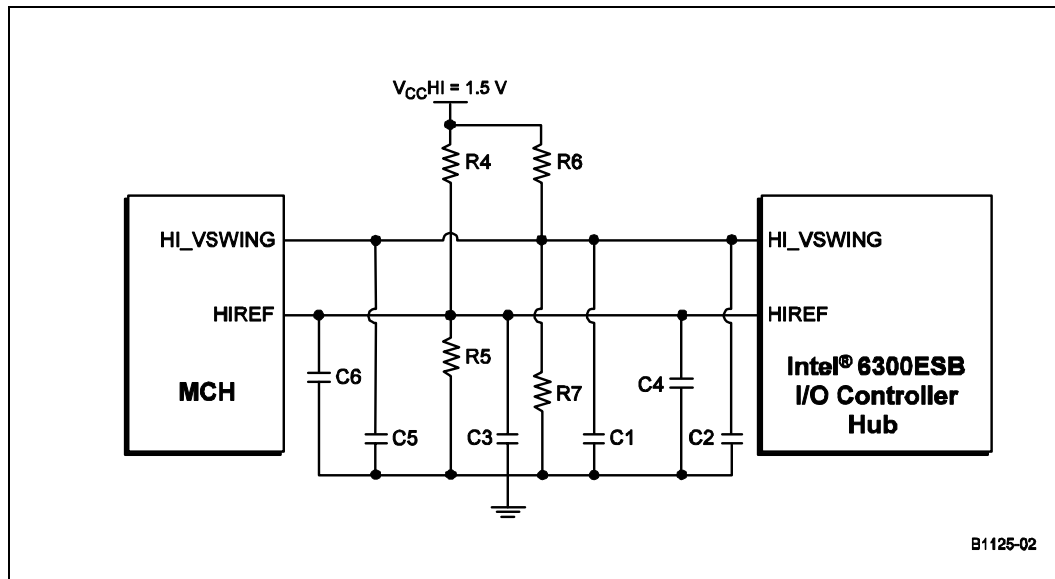 VCCHI = 1.5 V
R4
R6
HI_VSWING
HI_VSWING
HIREF
HIREF
R5
C6
MCH
R7
C4
Intel® 6300ESB
I/O Controller
Hub
C5
C3
C1
C2
B1125-02